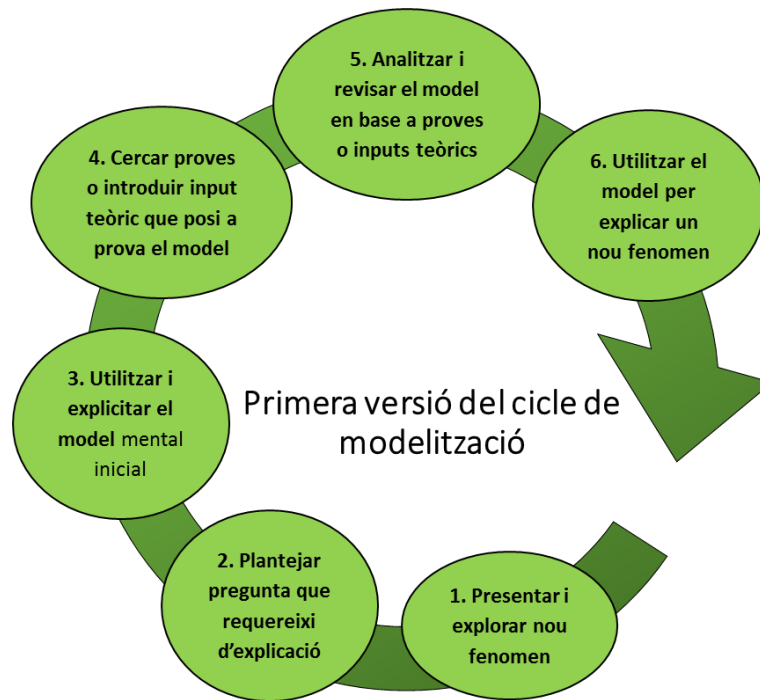 5. Analitzar i
revisar el model
en base a proves
o inputs teòrics
4. Cercar proves
o introduir input
teòric que posi a
prova el model
6. Utilitzar el
model per
explicar un
nou fenomen
3. Utilitzar i
explicitar el
model mental
inicial
Primera versió del cicle de
modelització
2. Plantejar
pregunta que
requereixi
d'explicació
1. Presentar i
explorar nou
fenomen